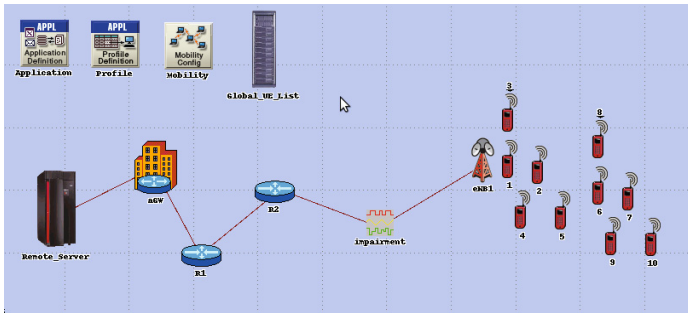 APPL
Application
Definition
Application
APPL
Profile
Definition
Profile
Mobility
Config
Mobility
Global_UE_List
3
8
Remote_Server
aGW
R1
R2
impairment
eNB1
1
2
4
5
6
7
9
10